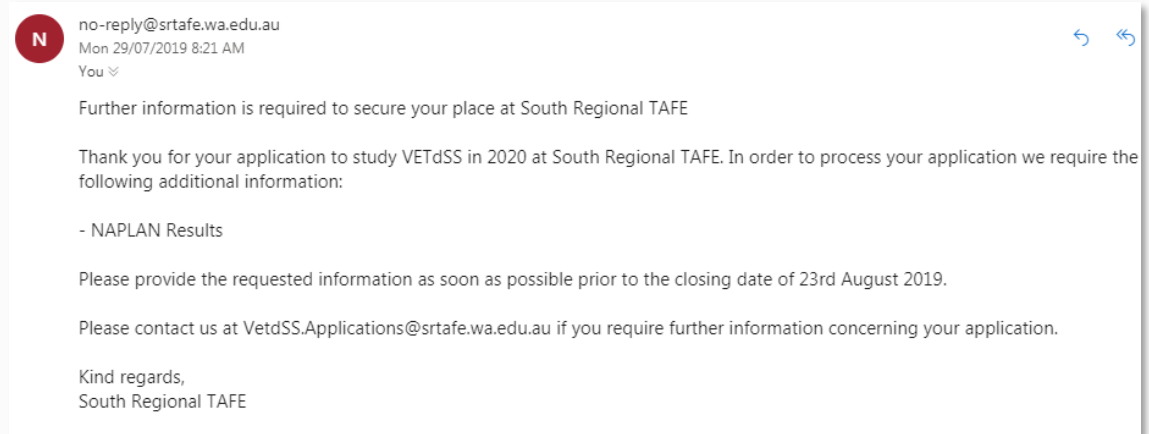 N
no-reply@srtafe.wa.edu.au
Mon 29/07/2019 8:21 AM
You
Further information is required to secure your place at South Regional TAFE
Thank you for your application to study VETdSS in 2020 at South Regional TAFE. In order to process your application we require the
following additional information:
- NAPLAN Results
Please provide the requested information as soon as possible prior to the closing date of 23rd August 2019.
Please contact us at VetdSS.Applications@srtafe.wa.edu.au if you require further information concerning your application.
Kind regards,
South Regional TAFE